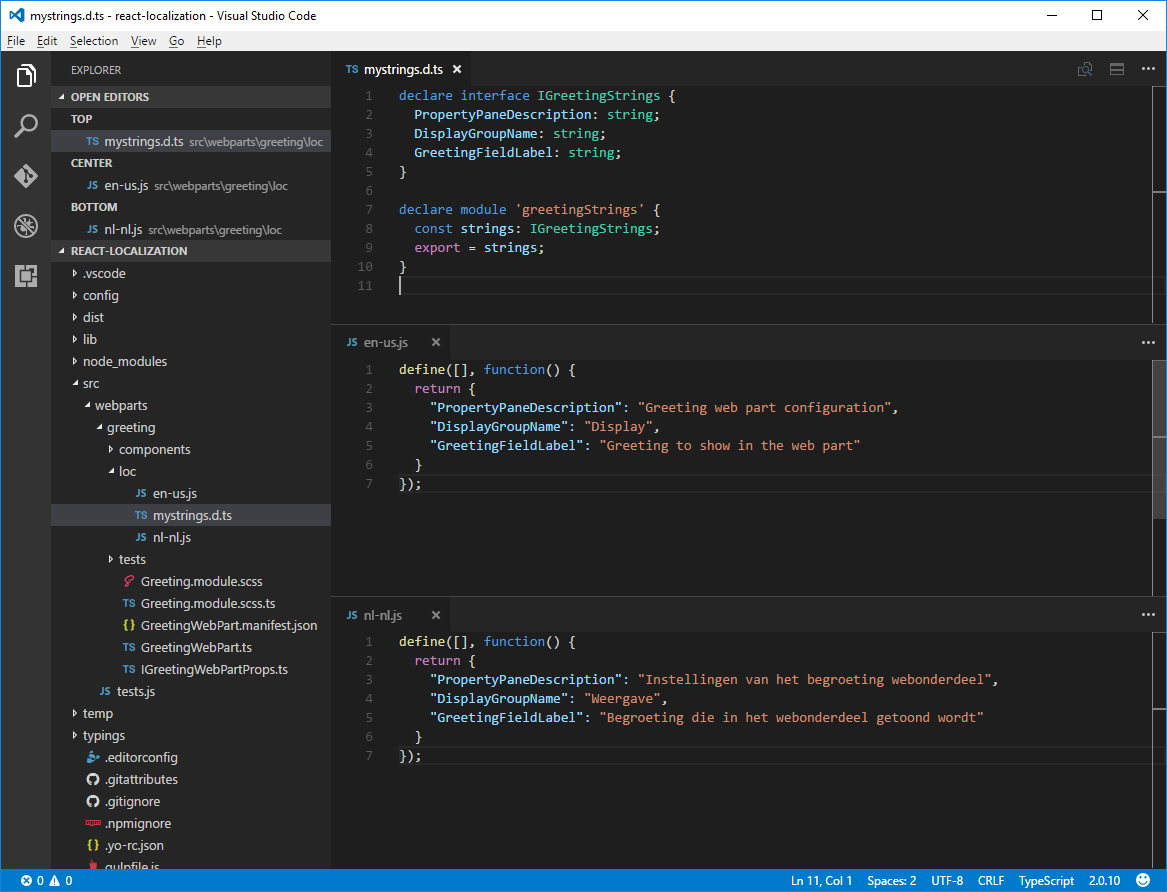 mystrings.d.ts - react-localization - Visual Studio Code
File Edit Selection View Go Help
EXPLORER
OPEN EDITORS
TOP
TS mystrings.d.ts src\webparts\greeting\loc
CENTER
JS en-us.js src\webparts\greeting\loc
BOTTOM
JS nl-nl.js src\webparts\greeting\loc
REACT-LOCALIZATION
.vscode
config
dist
lib
node_modules
src
webparts
greeting
components
loc
JS en-us.js
TS mystrings.d.ts
JS nl-nl.js
tests
Greeting.module.scss
TS Greeting.module.scss.ts
{} GreetingWebPart.manifest.json
TS GreetingWebPart.ts
TS IGreetingWebPartProps.ts
JS tests.js
temp
typings
.editorconfig
.gitattributes
.gitignore
.npmignore
{} .yo-rc.json
gulpfile.js
TS mystrings.d.ts
1 declare interface IGreetingStrings {
2 PropertyPaneDescription: string;
3 DisplayGroupName: string;
4 GreetingFieldLabel: string;
5 }
6
7 declare module 'greetingStrings' {
8 const strings: IGreetingStrings;
9 export = strings;
10 }
11
JS en-us.js
1 define([], function() {
2 return {
3 "PropertyPaneDescription": "Greeting web part configuration",
4 "DisplayGroupName": "Display",
5 "GreetingFieldLabel": "Greeting to show in the web part"
6 }
7 });
JS nl-nl.js
1 define([], function() {
2 return {
3 "PropertyPaneDescription": "Instellingen van het begroeting webonderdeel",
4 "DisplayGroupName": "Weergave",
5 "GreetingFieldLabel": "Begroeting die in het webonderdeel getoond wordt"
6 }
7 });
0 0 Ln 11, Col 1 Spaces: 2 UTF-8 CRLF TypeScript 2.0.10